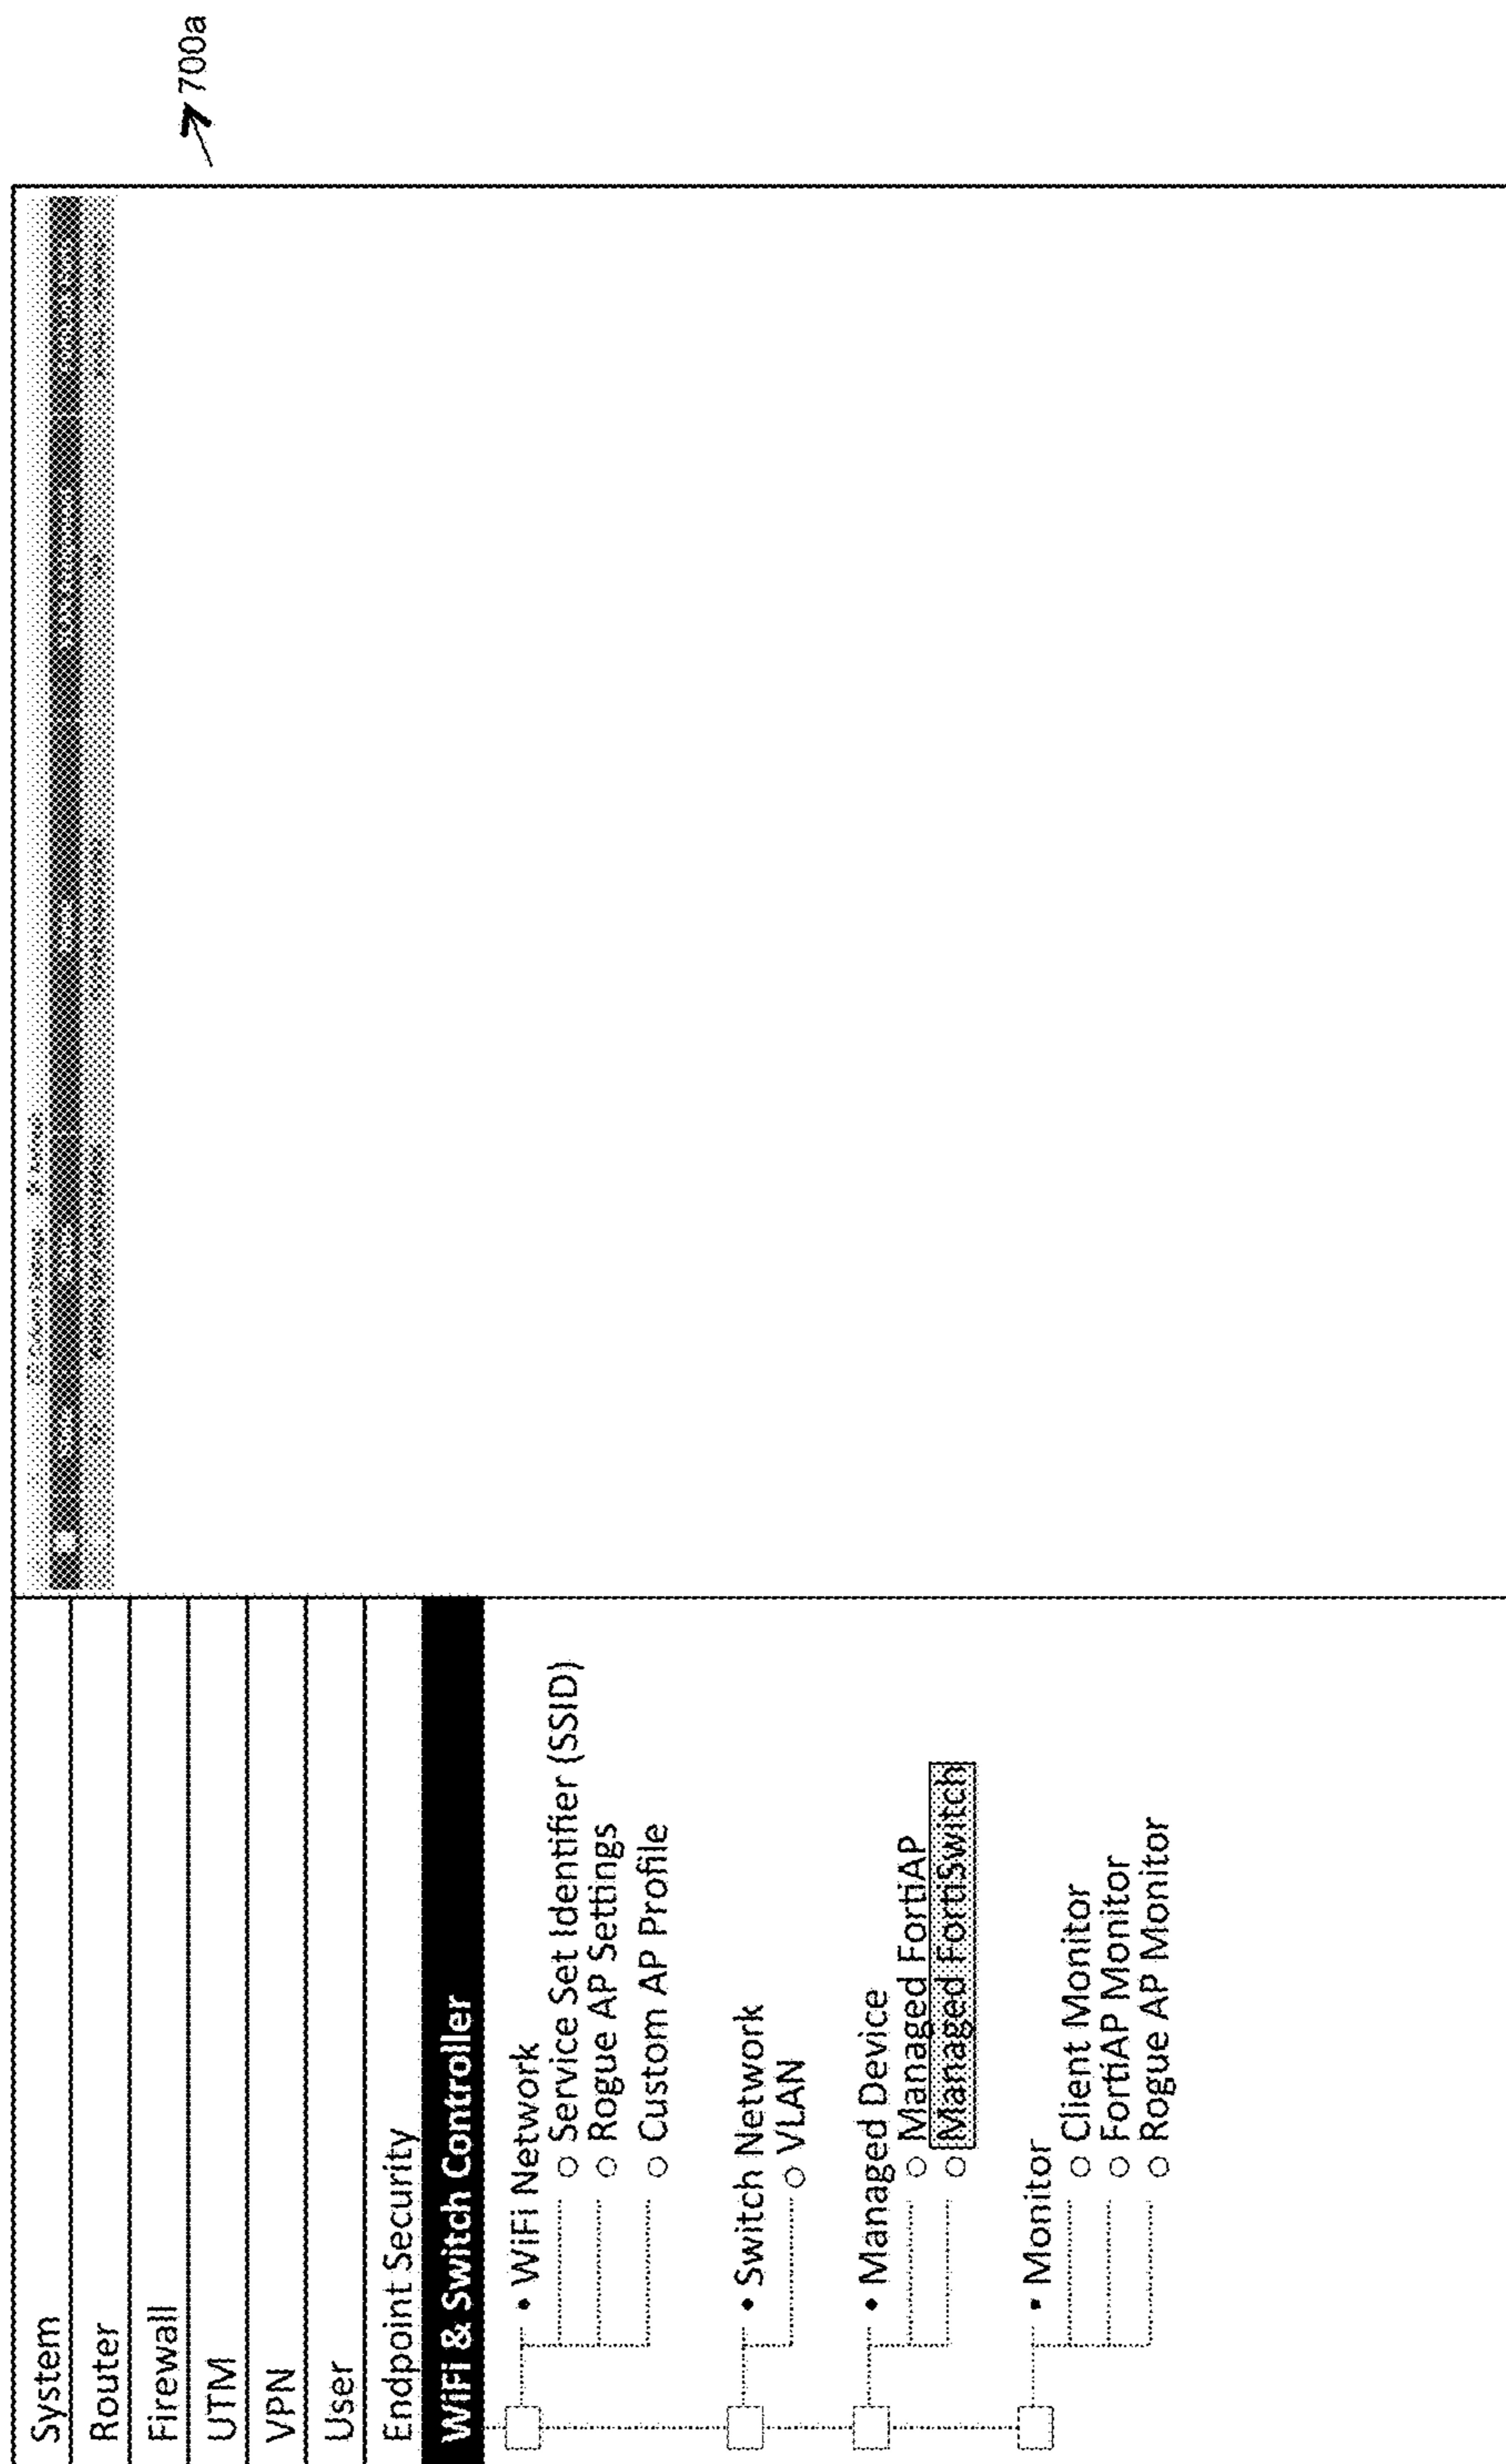 700a
System
Router
Firewall
UTM
VPN
User
Endpoint Security
WiFi & Switch Controller
• WiFi Network
○ Service Set Identifier (SSID)
○ Rogue AP Settings
○ Custom AP Profile
• Switch Network
○ VLAN
• Managed Device
○ Managed FortiAP
○ Managed FortiSwitch
• Monitor
○ Client Monitor
○ FortiAP Monitor
○ Rogue AP Monitor